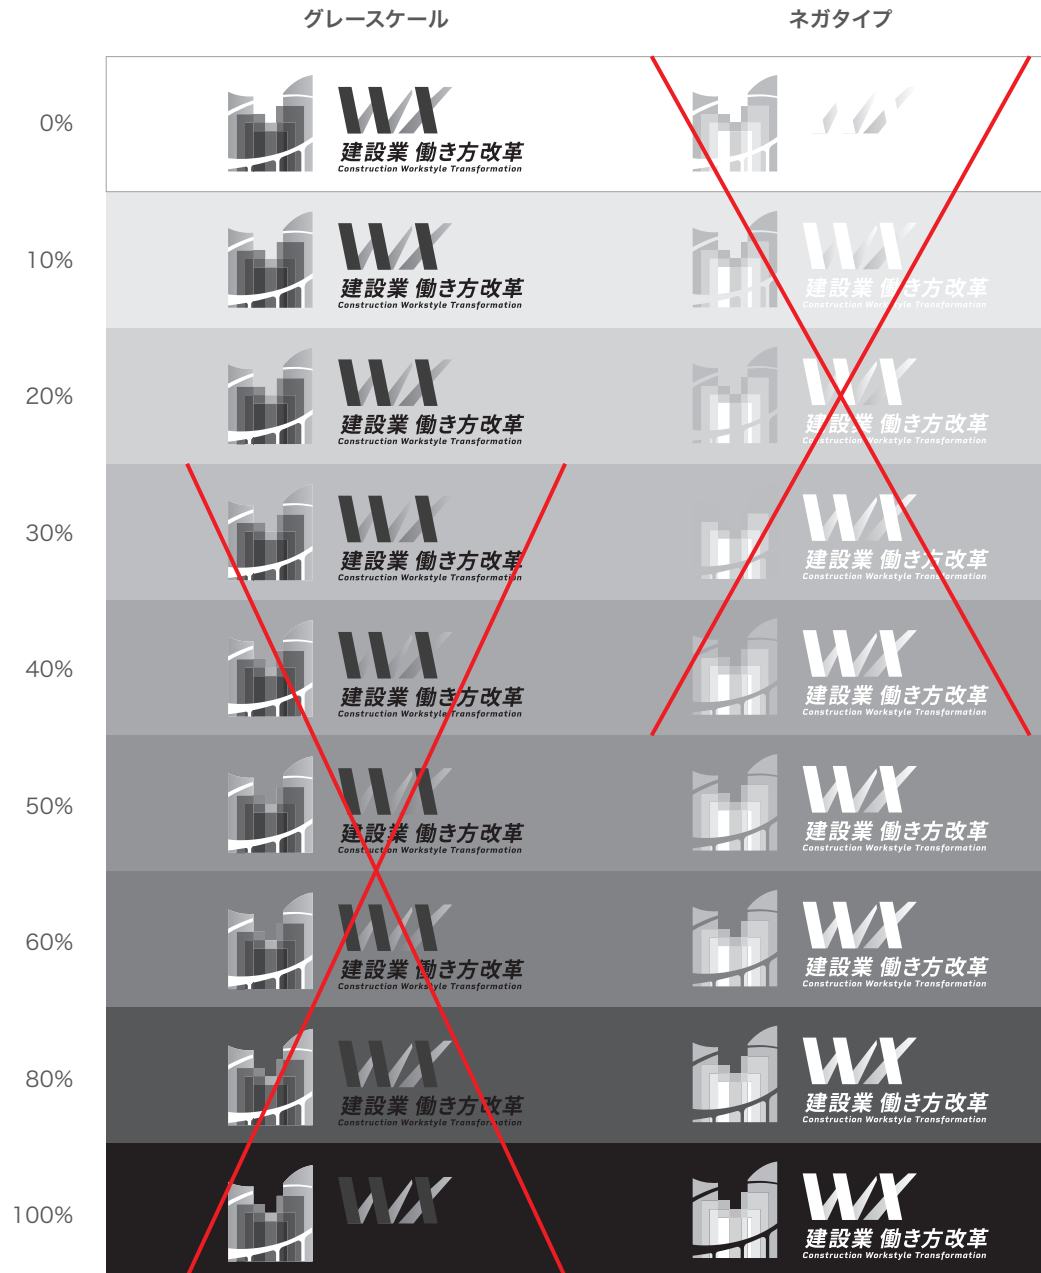 グレースケール
ネガタイプ
0%
WX
建設業 働き方改革
Construction Workstyle Transformation
10%
WX
建設業 働き方改革
Construction Workstyle Transformation
WX
建設業 働き方改革
Construction Workstyle Transformation
20%
WX
建設業 働き方改革
Construction Workstyle Transformation
WX
建設業 働き方改革
Construction Workstyle Transformation
30%
WX
建設業 働き方改革
Construction Workstyle Transformation
WX
建設業 働き方改革
Construction Workstyle Transformation
40%
WX
建設業 働き方改革
Construction Workstyle Transformation
WX
建設業 働き方改革
Construction Workstyle Transformation
50%
WX
建設業 働き方改革
Construction Workstyle Transformation
WX
建設業 働き方改革
Construction Workstyle Transformation
60%
WX
建設業 働き方改革
Construction Workstyle Transformation
WX
建設業 働き方改革
Construction Workstyle Transformation
80%
WX
建設業 働き方改革
Construction Workstyle Transformation
WX
建設業 働き方改革
Construction Workstyle Transformation
100%
WX
WX
建設業 働き方改革
Construction Workstyle Transformation